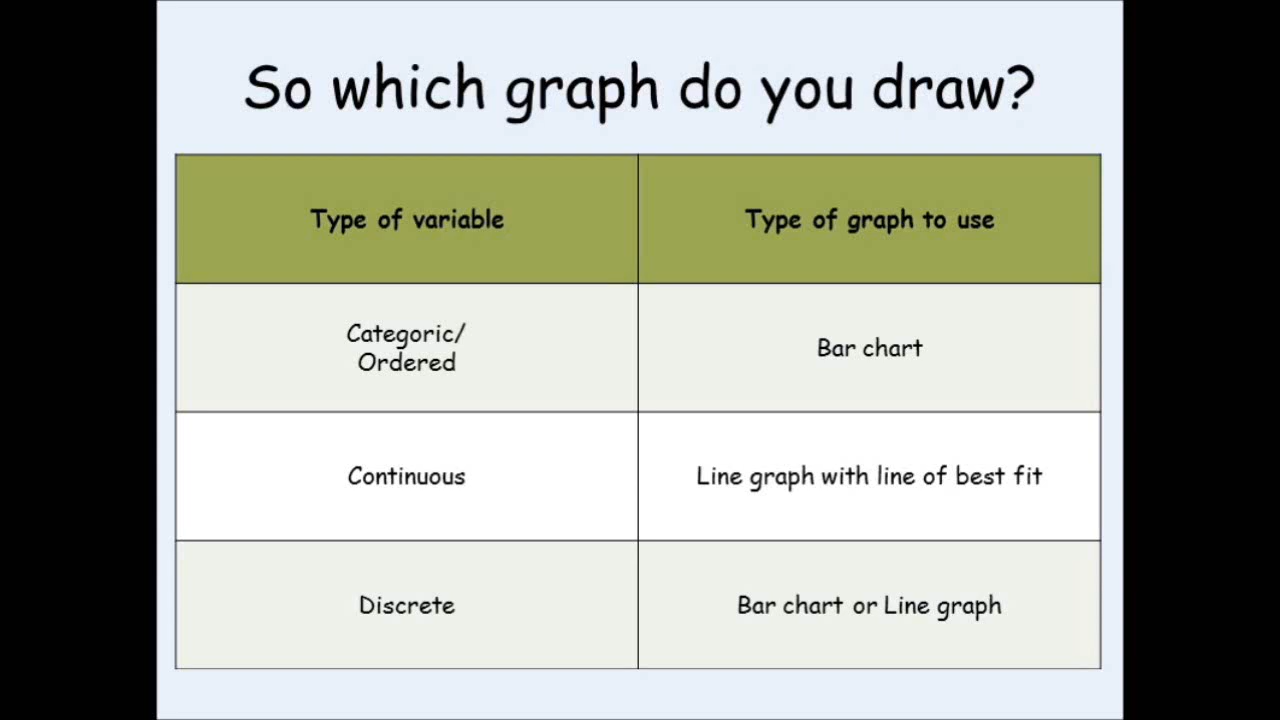 So which graph do you draw?
Type of variable
Type of graph to use
Categoric/
Ordered
Bar chart
Continuous
Line graph with line of best fit
Discrete
Bar chart or Line graph